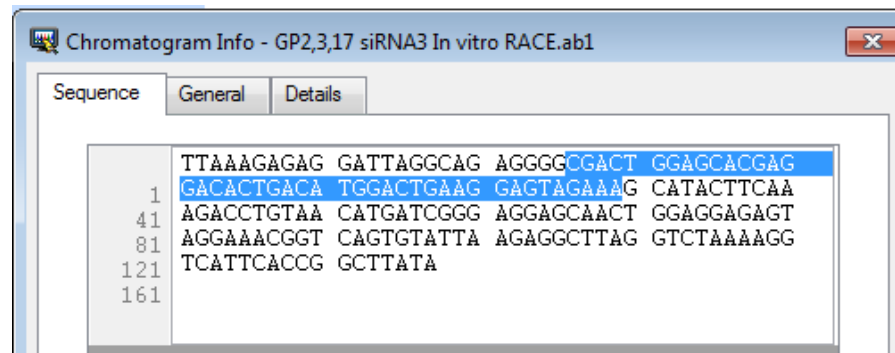 Chromatogram Info - GP2,3,17 siRNA3 In vitro RACE.ab1
Sequence General Details
TTAAAGAGAG GATTAGGCAG AGGGGCGACT GGAGCACGAG
1 GACACTGACA TGGACTGAAG GAGTAGAAAG CATACTTCAA
41 AGACCTGTAA CATGATCGGG AGGAGCAACT GGAGGAGAGT
81 AGGAAACGGT CAGTGTATTA AGAGGCTTAG GTCTAAAAGG
121 TCATTCACCG GCTTATA
161